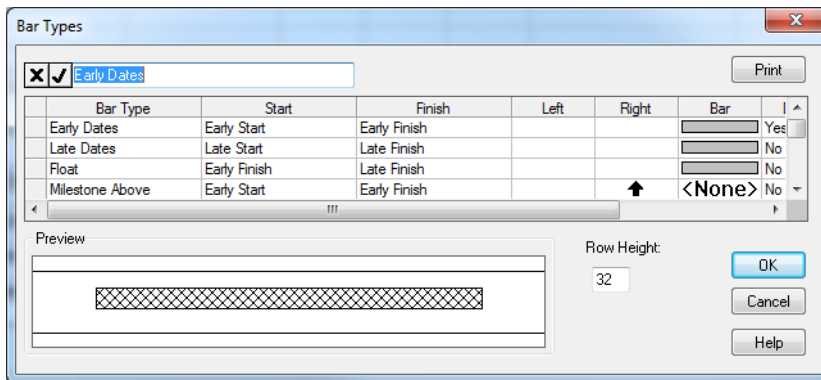 Bar Types
Early Dates
Print
Bar Type Start Finish Left Right Bar
Early Dates Early Start Early Finish Yes
Late Dates Late Start Late Finish No
Float Early Finish Late Finish No
Milestone Above Early Start Early Finish <None> No
Preview
Row Height:
32
OK
Cancel
Help